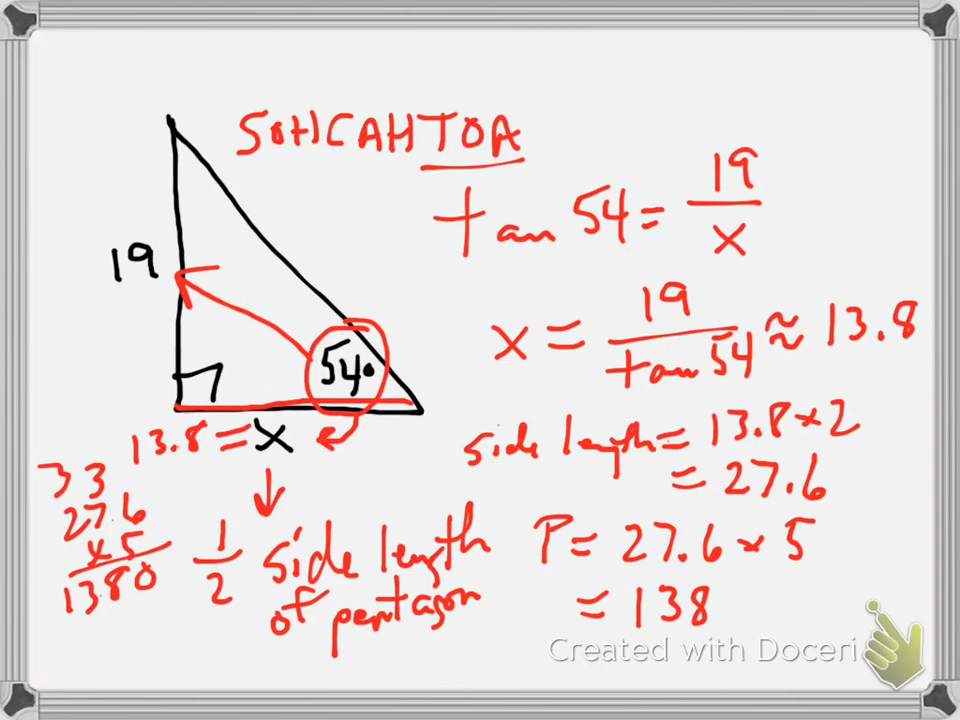 SOHCAHTOA
tan 54 = 19/x
19
x = 19/tan 54 ≈ 13.8
54°
13.8 = x
side length = 13.8 × 2
= 27.6
33
27.6
× 5
138.0
1/2 side length
of pentagon
P = 27.6 × 5
= 138
Created with Doceri